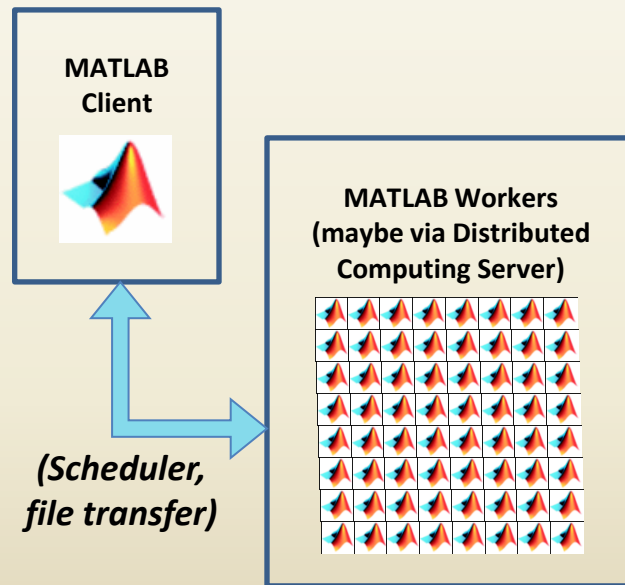 MATLAB
Client
MATLAB Workers
(maybe via Distributed
Computing Server)
(Scheduler,
file transfer)